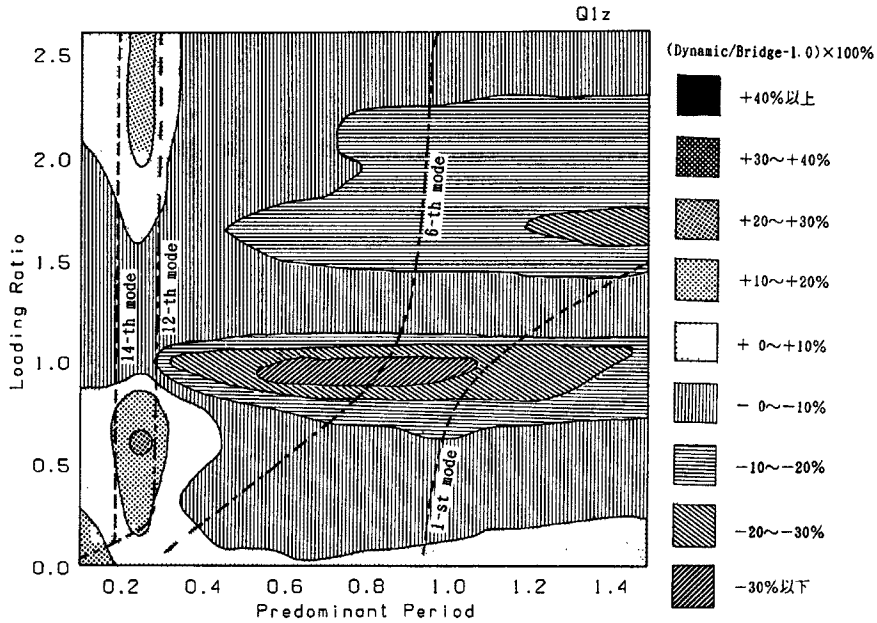 Q1z
(Dynamic/Bridge-1.0)×100%
+40%以上
+30～+40%
+20～+30%
+10～+20%
+ 0～+10%
- 0～-10%
-10～-20%
-20～-30%
-30%以下
Loading Ratio
2.5
2.0
1.5
1.0
0.5
0.0
14-th mode
12-th mode
6-th mode
1-st mode
0.2
0.4
0.6
0.8
1.0
1.2
1.4
Predominant Period